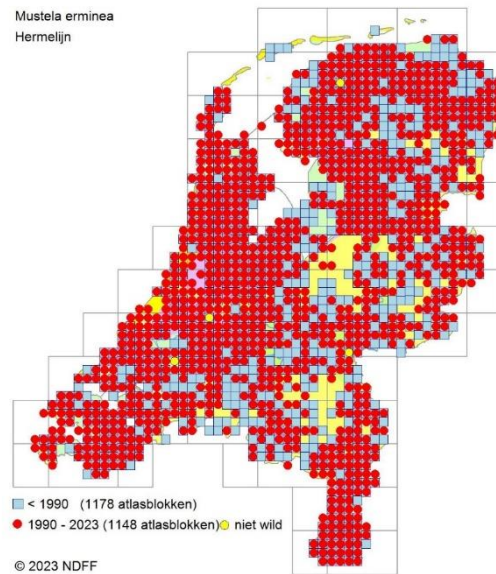 Mustela erminea
Hermelijn
< 1990 (1178 atlasblokken)
1990 - 2023 (1148 atlasblokken) niet wild
© 2023 NDFF